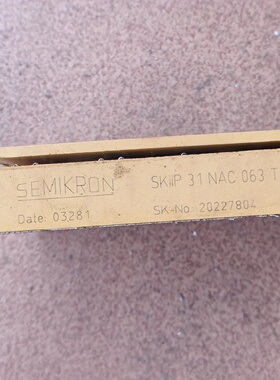 SEMIKRON SKiiP 31 NAC 063 T
Date: 03281 SK-No. 20227804